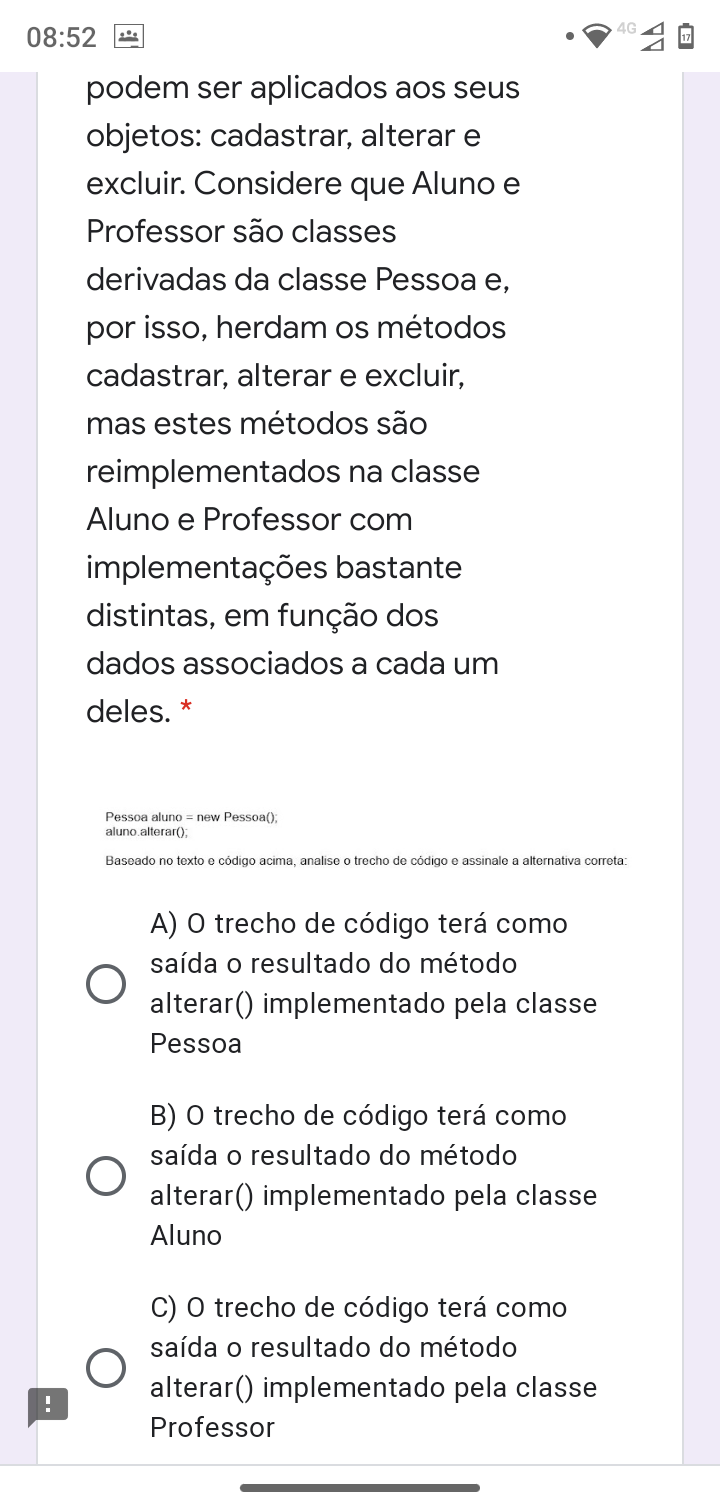 08:52
4G
17
podem ser aplicados aos seus
objetos: cadastrar, alterar e
excluir. Considere que Aluno e
Professor são classes
derivadas da classe Pessoa e,
por isso, herdam os métodos
cadastrar, alterar e excluir,
mas estes métodos são
reimplementados na classe
Aluno e Professor com
implementações bastante
distintas, em função dos
dados associados a cada um
deles. *
Pessoa aluno = new Pessoa();
aluno.alterar();
Baseado no texto e código acima, analise o trecho de código e assinale a alternativa correta:
A) O trecho de código terá como
saída o resultado do método
alterar() implementado pela classe
Pessoa
B) O trecho de código terá como
saída o resultado do método
alterar() implementado pela classe
Aluno
C) O trecho de código terá como
saída o resultado do método
alterar() implementado pela classe
Professor